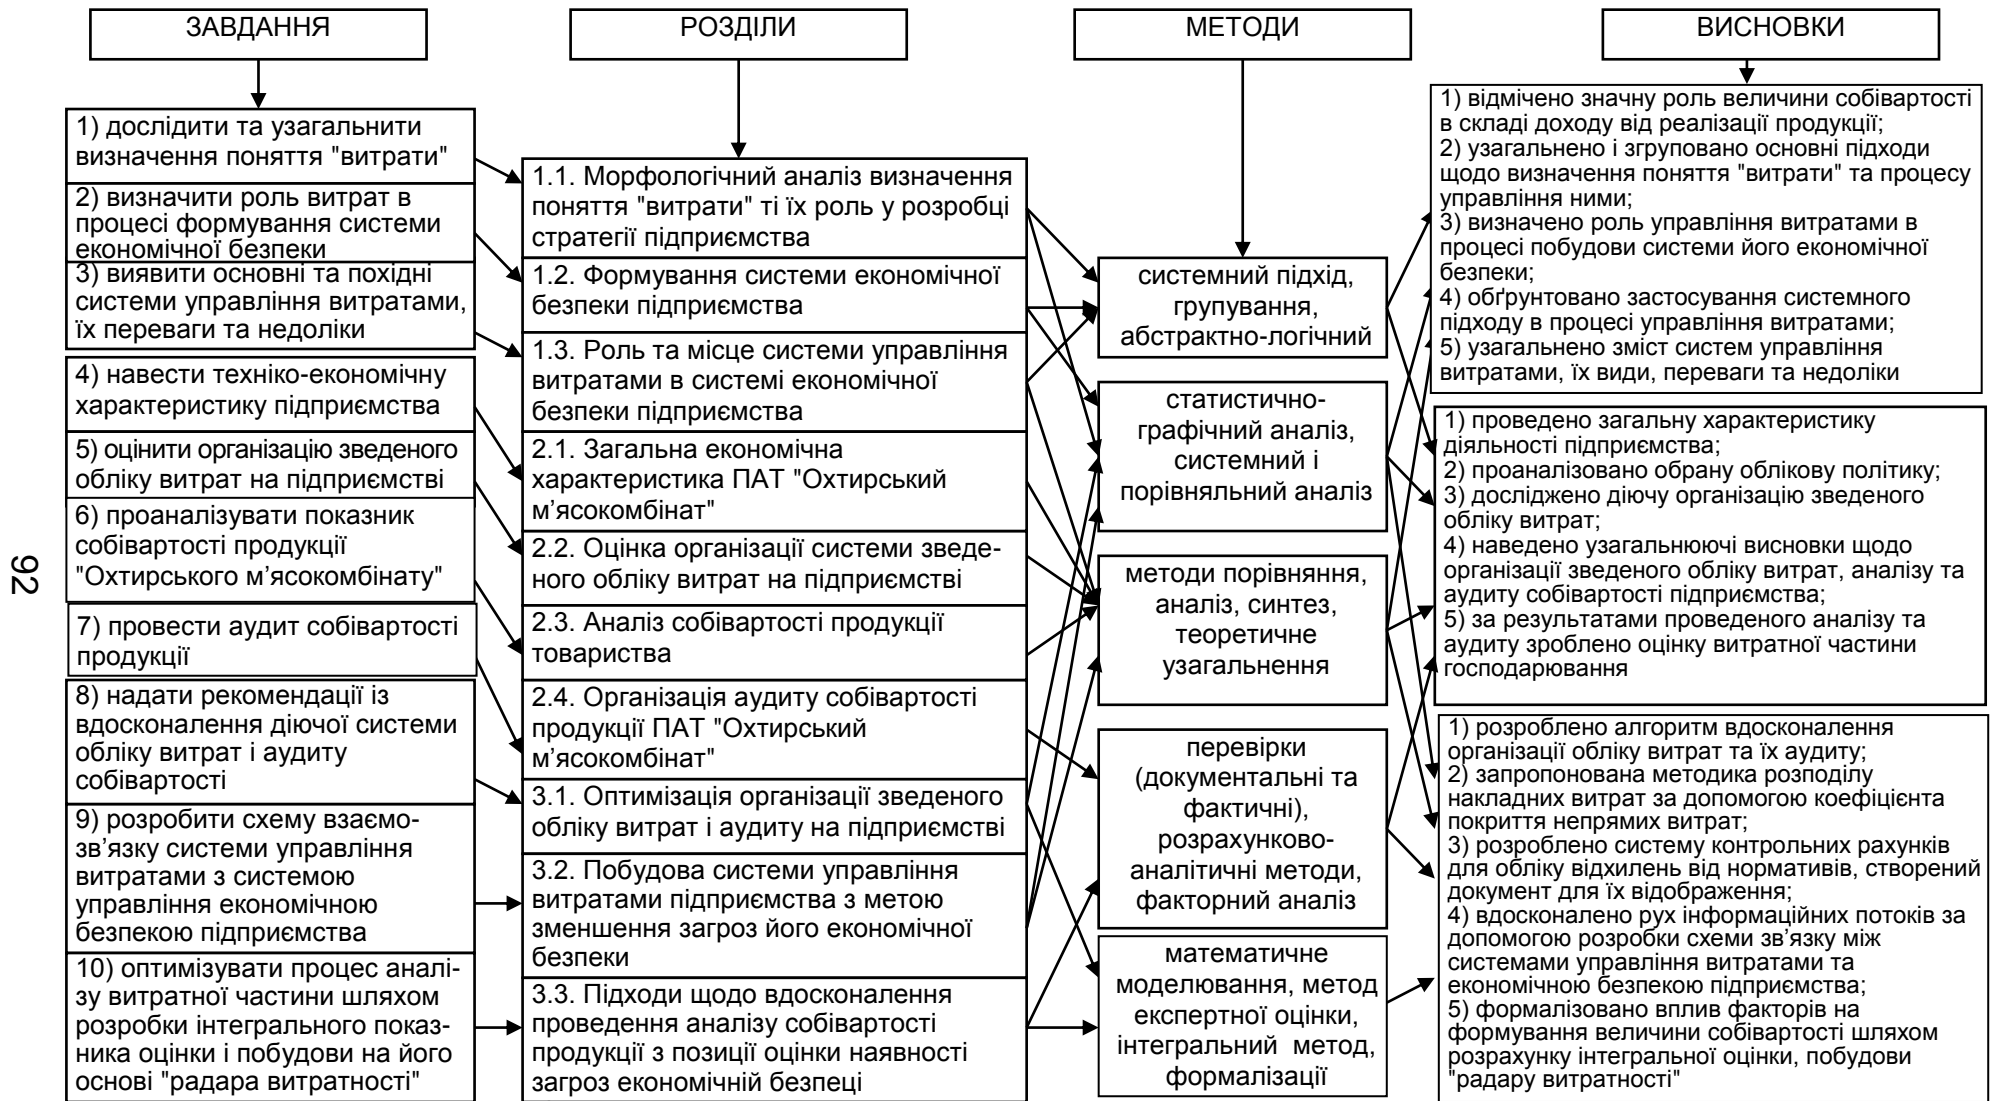 ЗАВДАННЯ
1) дослідити та узагальнити
визначення поняття "витрати"
2) визначити роль витрат в
процесі формування системи
економічної безпеки
3) виявити основні та похідні
системи управління витратами,
їх переваги та недоліки
4) навести техніко-економічну
характеристику підприємства
5) оцінити організацію зведеного
обліку витрат на підприємстві
6) проаналізувати показник
собівартості продукції
"Охтирського м’ясокомбінату"
7) провести аудит собівартості
продукції
8) надати рекомендації із
вдосконалення діючої системи
обліку витрат і аудиту
собівартості
9) розробити схему взаємо-
зв’язку системи управління
витратами з системою
управління економічною
безпекою підприємства
10) оптимізувати процес аналі-
зу витратної частини шляхом
розробки інтегрального показ-
ника оцінки і побудови на його
основі "радара витратності"
РОЗДІЛИ
1.1. Морфологічний аналіз визначення
поняття "витрати" ті їх роль у розробці
стратегії підприємства
1.2. Формування системи економічної
безпеки підприємства
1.3. Роль та місце системи управління
витратами в системі економічної
безпеки підприємства
2.1. Загальна економічна
характеристика ПАТ "Охтирський
м’ясокомбінат"
2.2. Оцінка організації системи зведе-
ного обліку витрат на підприємстві
2.3. Аналіз собівартості продукції
товариства
2.4. Організація аудиту собівартості
продукції ПАТ "Охтирський
м’ясокомбінат"
3.1. Оптимізація організації зведеного
обліку витрат і аудиту на підприємстві
3.2. Побудова системи управління
витратами підприємства з метою
зменшення загроз його економічної
безпеки
3.3. Підходи щодо вдосконалення
проведення аналізу собівартості
продукції з позиції оцінки наявності
загроз економічній безпеці
МЕТОДИ
системний підхід,
групування,
абстрактно-логічний
статистично-
графічний аналіз,
системний і
порівняльний аналіз
методи порівняння,
аналіз, синтез,
теоретичне
узагальнення
перевірки
(документальні та
фактичні),
розрахунково-
аналітичні методи,
факторний аналіз
математичне
моделювання, метод
експертної оцінки,
інтегральний метод,
формалізації
ВИСНОВКИ
1) відмічено значну роль величини собівартості
в складі доходу від реалізації продукції;
2) узагальнено і згруповано основні підходи
щодо визначення поняття "витрати" та процесу
управління ними;
3) визначено роль управління витратами в
процесі побудови системи його економічної
безпеки;
4) обґрунтовано застосування системного
підходу в процесі управління витратами;
5) узагальнено зміст систем управління
витратами, їх види, переваги та недоліки
1) проведено загальну характеристику
діяльності підприємства;
2) проаналізовано обрану облікову політику;
3) досліджено діючу організацію зведеного
обліку витрат;
4) наведено узагальнюючі висновки щодо
організації зведеного обліку витрат, аналізу та
аудиту собівартості підприємства;
5) за результатами проведеного аналізу та
аудиту зроблено оцінку витратної частини
господарювання
1) розроблено алгоритм вдосконалення
організації обліку витрат та їх аудиту;
2) запропонована методика розподілу
накладних витрат за допомогою коефіцієнта
покриття непрямих витрат;
3) розроблено систему контрольних рахунків
для обліку відхилень від нормативів, створений
документ для їх відображення;
4) вдосконалено рух інформаційних потоків за
допомогою розробки схеми зв’язку між
системами управління витратами та
економічною безпекою підприємства;
5) формалізовано вплив факторів на
формування величини собівартості шляхом
розрахунку інтегральної оцінки, побудови
"радару витратності"
92